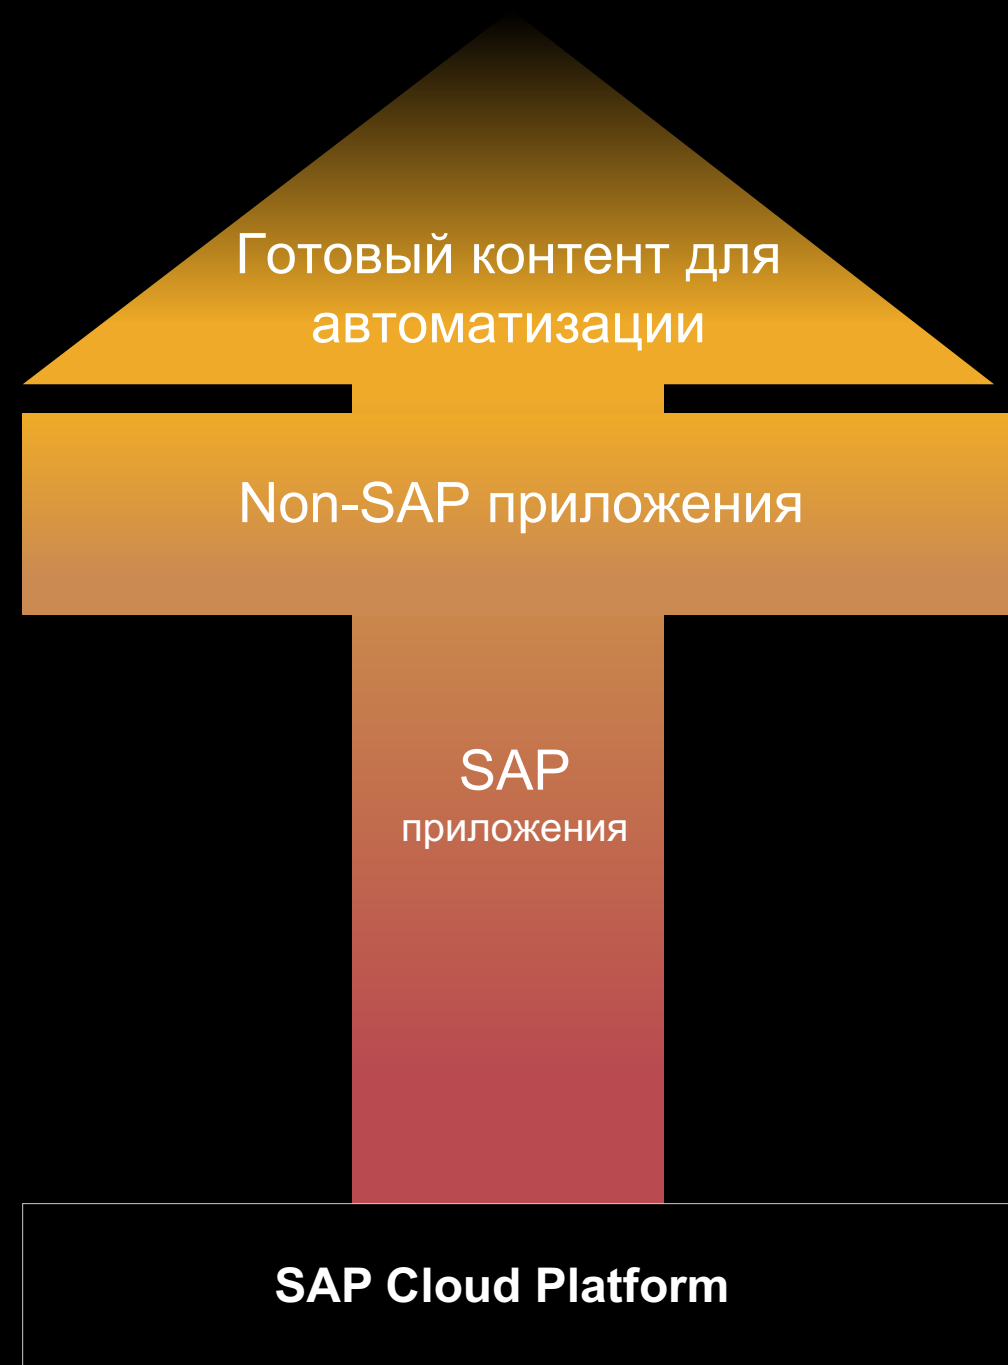 Готовый контент для
автоматизации
Non-SAP приложения
SAP
приложения
SAP Cloud Platform